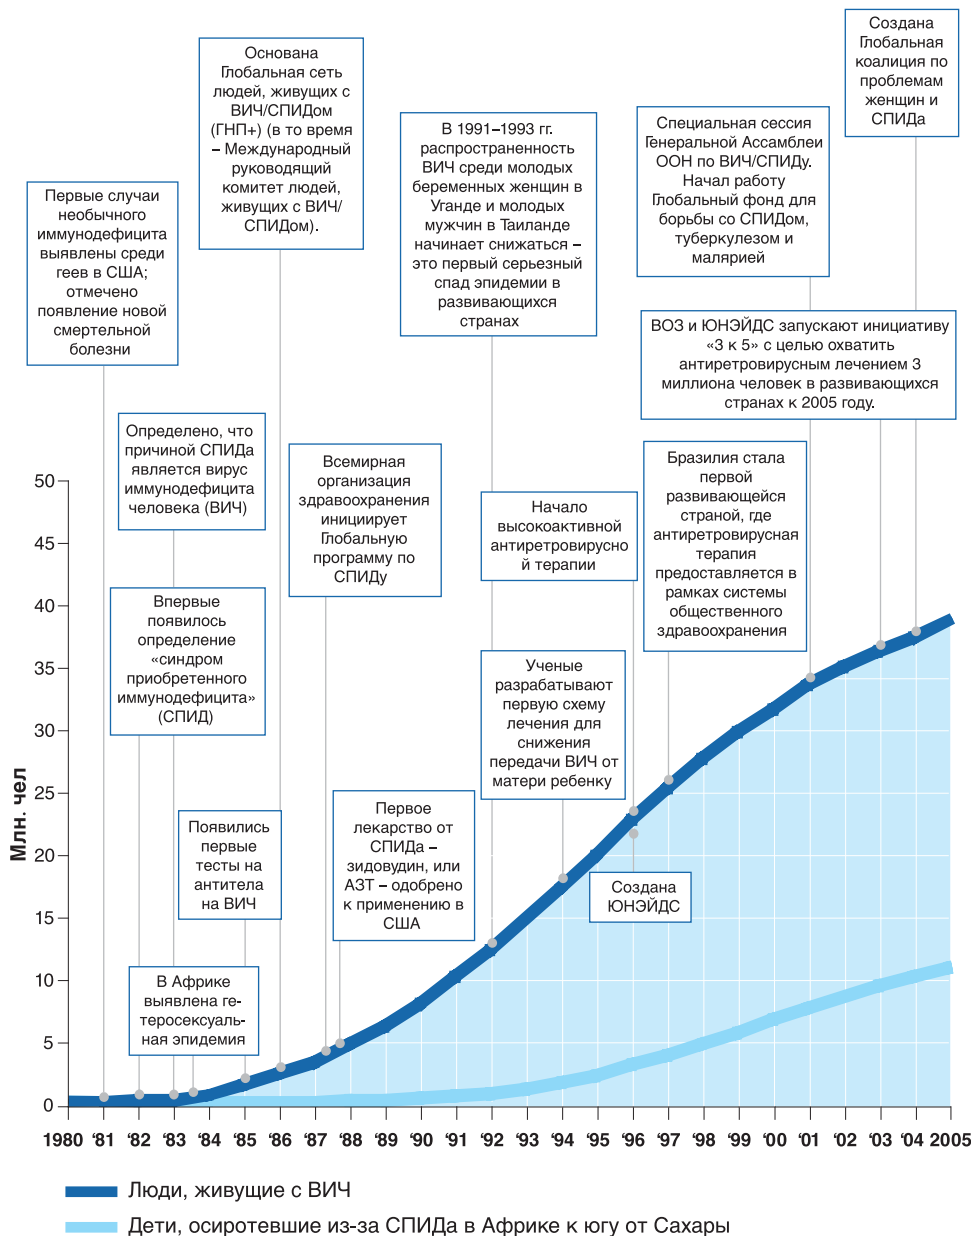 Создана
Глобальная
коалиция по
проблемам
женщин и
СПИДа
Основана
Глобальная сеть
людей, живущих с
ВИЧ/СПИДом
(ГНП+) (в то время
– Международный
руководящий
комитет людей,
живущих с ВИЧ/
СПИДом).
Специальная сессия
Генеральной Ассамблеи
ООН по ВИЧ/СПИДу.
Начал работу
Глобальный фонд для
борьбы со СПИДом,
туберкулезом и
малярией
В 1991–1993 гг.
распространенность
ВИЧ среди молодых
беременных женщин в
Уганде и молодых
мужчин в Таиланде
начинает снижаться –
это первый серьезный
спад эпидемии в
развивающихся
странах
Первые случаи
необычного
иммунодефицита
выявлены среди
геев в США;
отмечено
появление новой
смертельной
болезни
ВОЗ и ЮНЭЙДС запускают инициативу
«3 к 5» с целью охватить
антиретровирусным лечением 3
миллиона человек в развивающихся
странах к 2005 году.
Определено, что
причиной СПИДа
является вирус
иммунодефицита
человека (ВИЧ)
Всемирная
организация
здравоохранения
инициирует
Глобальную
программу по
СПИДу
Начало
высокоактивной
антиретровирусно
й терапии
Бразилия стала
первой
развивающейся
страной, где
антиретровирусная
терапия
предоставляется в
рамках системы
общественного
здравоохранения
Впервые
появилось
определение
«синдром
приобретенного
иммунодефицита»
(СПИД)
Ученые
разрабатывают
первую схему
лечения для
снижения
передачи ВИЧ от
матери ребенку
Появились
первые
тесты на
антитела
на ВИЧ
Первое
лекарство от
СПИДа –
зидовудин, или
АЗТ – одобрено
к применению в
США
Создана
ЮНЭЙДС
В Африке
выявлена ге-
теросексуаль-
ная эпидемия
Млн. чел
50
45
40
35
30
25
20
15
10
5
0
1980 '81 '82 '83 '84 '85 '86 '87 '88 '89 '90 '91 '92 '93 '94 '95 '96 '97 '98 '99 '00 '01 '02 '03 '04 2005
Люди, живущие с ВИЧ
Дети, осиротевшие из-за СПИДа в Африке к югу от Сахары